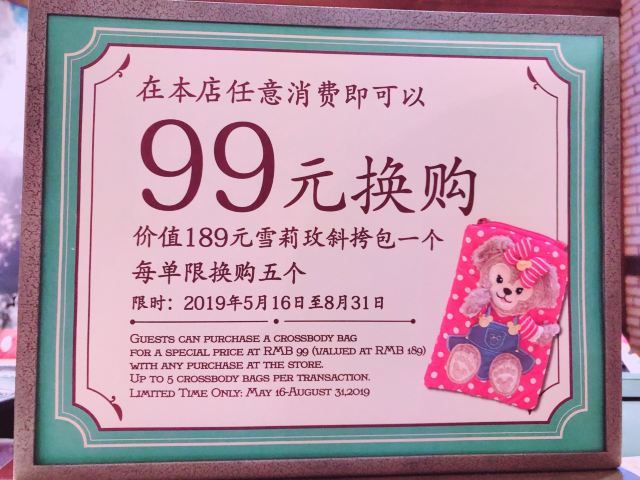 在本店任意消费即可以
99元换购
价值189元雪莉玫斜挎包一个
每单限换购五个
限时：2019年5月16日至8月31日
GUESTS CAN PURCHASE A CROSSBODY BAG
FOR A SPECIAL PRICE AT RMB 99 (VALUED AT RMB 189)
WITH ANY PURCHASE AT THE STORE.
UP TO 5 CROSSBODY BAGS PER TRANSACTION.
LIMITED TIME ONLY: MAY 16-AUGUST 31,2019